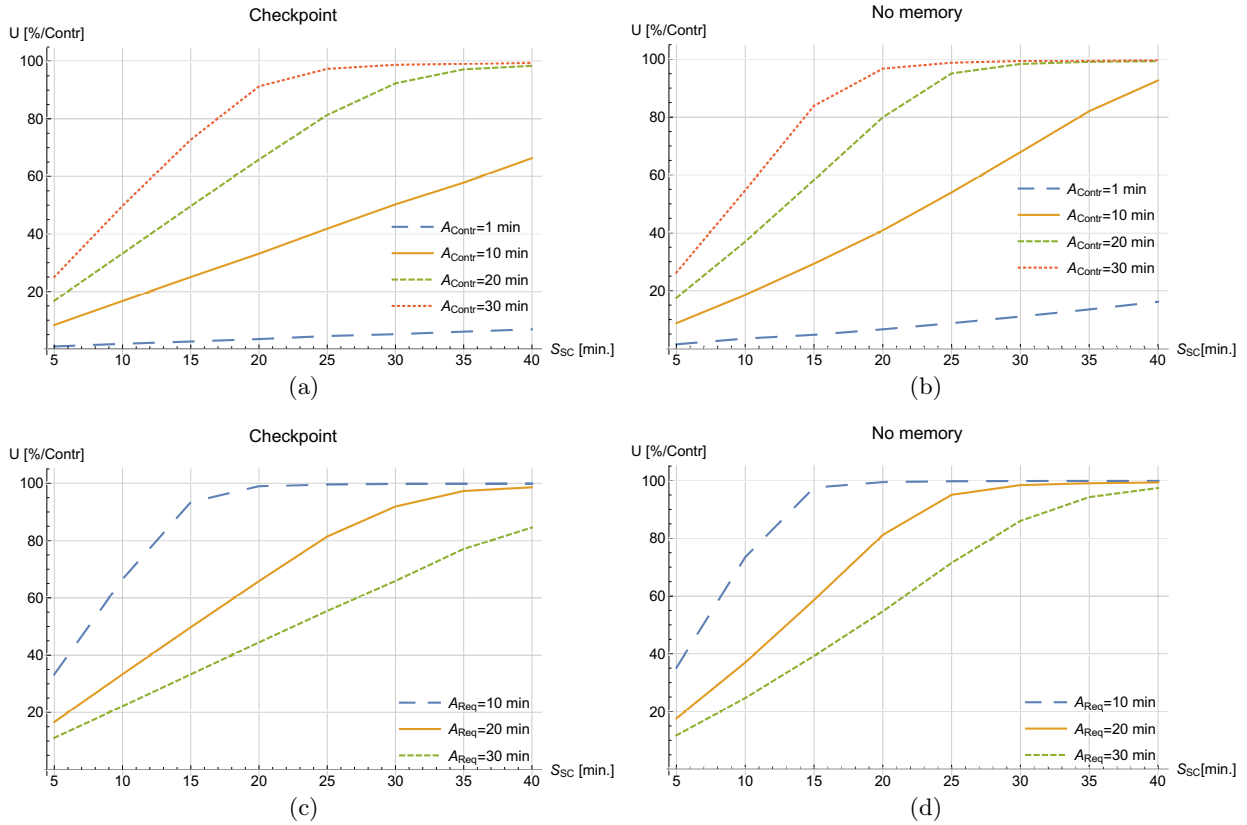 Checkpoint
U [%/Contr]
100
80
60
40
20
A_Contr=1 min
A_Contr=10 min
A_Contr=20 min
A_Contr=30 min
5 10 15 20 25 30 35 40
S_SC [min.]
(a)
No memory
U [%/Contr]
100
80
60
40
20
A_Contr=1 min
A_Contr=10 min
A_Contr=20 min
A_Contr=30 min
5 10 15 20 25 30 35 40
S_SC[min.]
(b)
Checkpoint
U [%/Contr]
100
80
60
40
20
A_Req=10 min
A_Req=20 min
A_Req=30 min
5 10 15 20 25 30 35 40
S_SC [min.]
(c)
No memory
U [%/Contr]
100
80
60
40
20
A_Req=10 min
A_Req=20 min
A_Req=30 min
5 10 15 20 25 30 35 40
S_SC[min.]
(d)